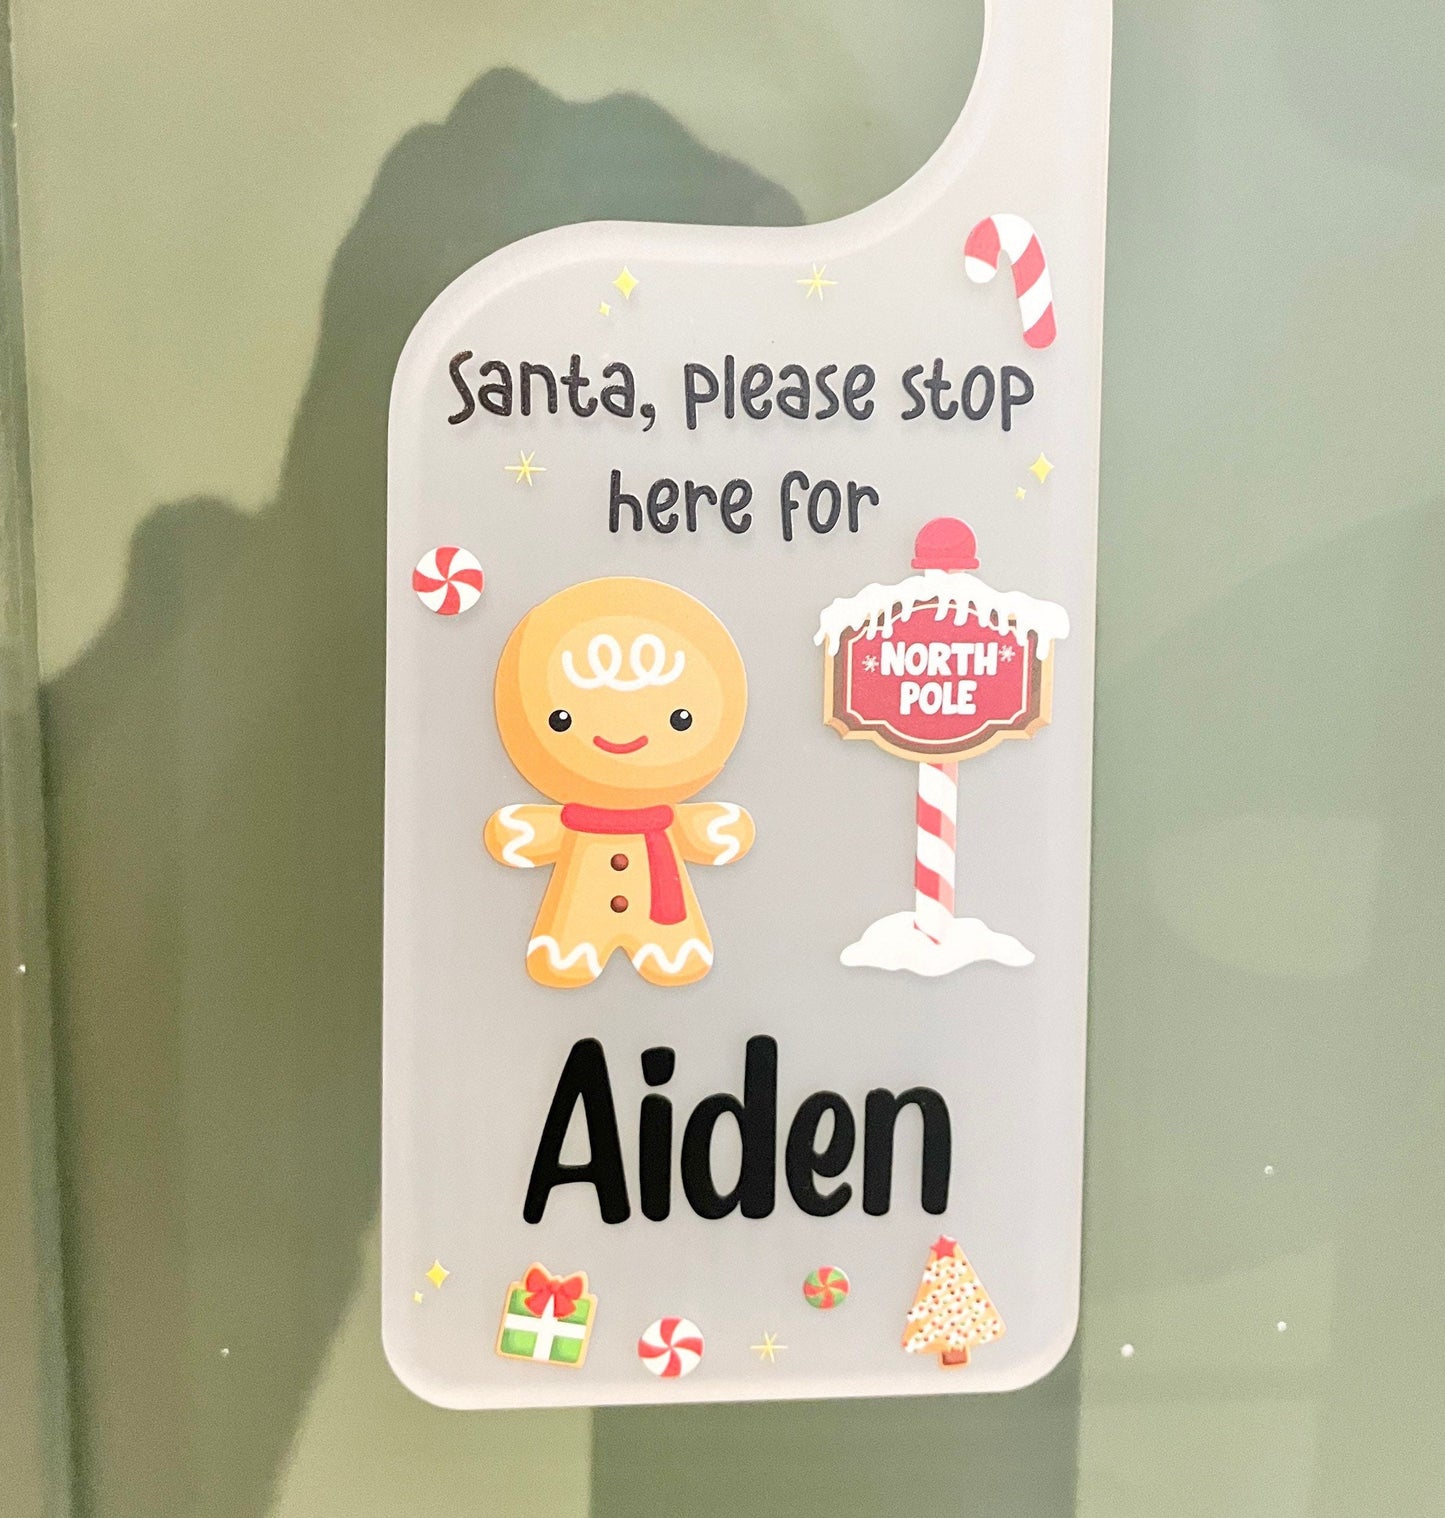 Santa, please stop
here for
NORTH
POLE
Aiden